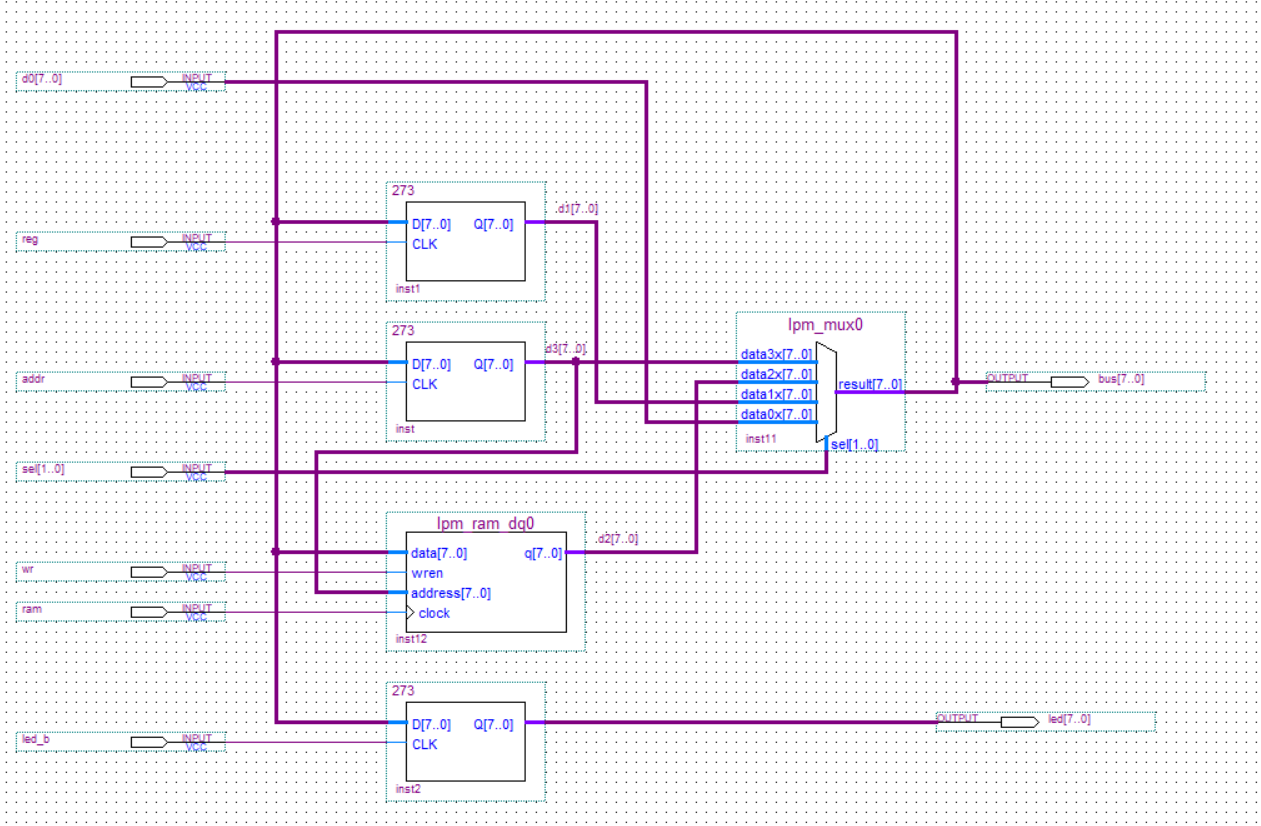 d0[7..0] INPUT
VCC
273
D[7..0] Q[7..0]
CLK
inst1
d1[7..0]
reg INPUT
VCC
273
D[7..0] Q[7..0]
CLK
inst
d3[7..0]
addr INPUT
VCC
lpm_mux0
data3x[7..0]
data2x[7..0]
data1x[7..0]
data0x[7..0]
result[7..0]
sel[1..0]
inst11
OUTPUT bus[7..0]
sel[1..0] INPUT
VCC
lpm_ram_dq0
data[7..0] q[7..0]
wren
address[7..0]
clock
inst12
d2[7..0]
wr INPUT
VCC
ram INPUT
VCC
273
D[7..0] Q[7..0]
CLK
inst2
OUTPUT led[7..0]
led_b INPUT
VCC